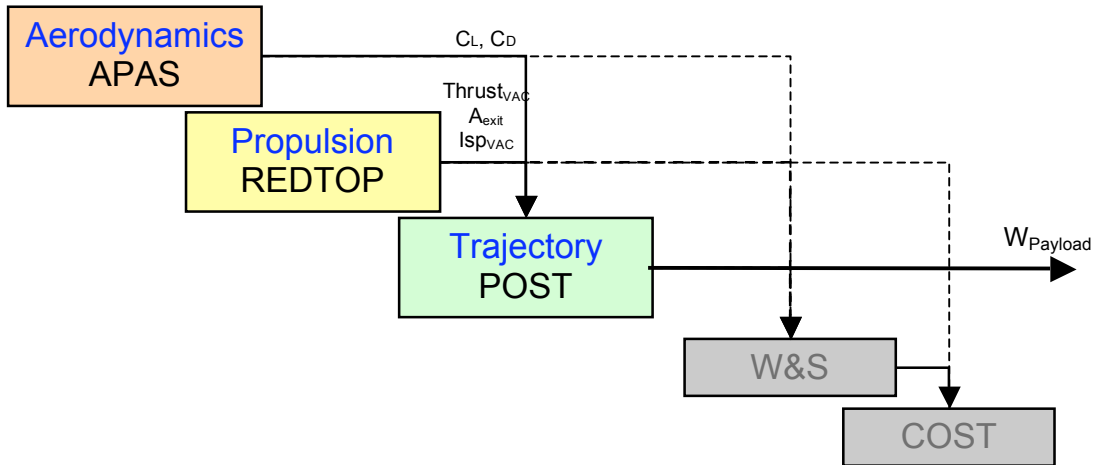 Aerodynamics
APAS
CL, CD
ThrustVAC
Aexit
IspVAC
Propulsion
REDTOP
Trajectory
POST
WPayload
W&S
COST